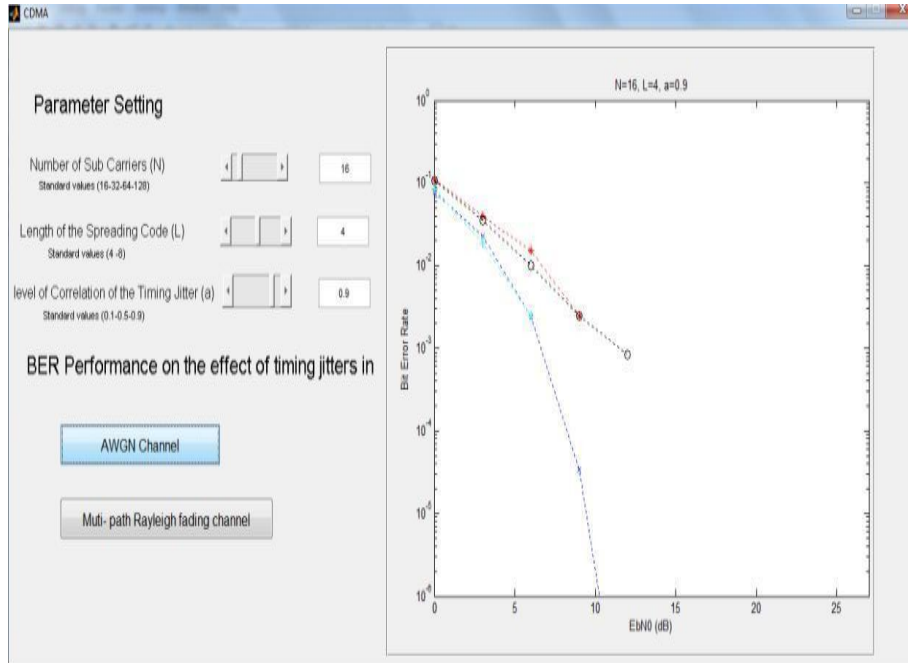 CDMA
Parameter Setting
Number of Sub Carriers (N)
16
Standard values (16-32-64-128)
Length of the Spreading Code (L)
4
Standard values (4 -8)
level of Correlation of the Timing Jitter (a)
0.9
Standard values (0.1-0.5-0.9)
BER Performance on the effect of timing jitters in
AWGN Channel
Muti- path Rayleigh fading channel
N=16, L=4, a=0.9
10^0
10^-1
10^-2
10^-3
10^-4
10^-5
10^-6
Bit Error Rate
0 5 10 15 20 25
EbN0 (dB)